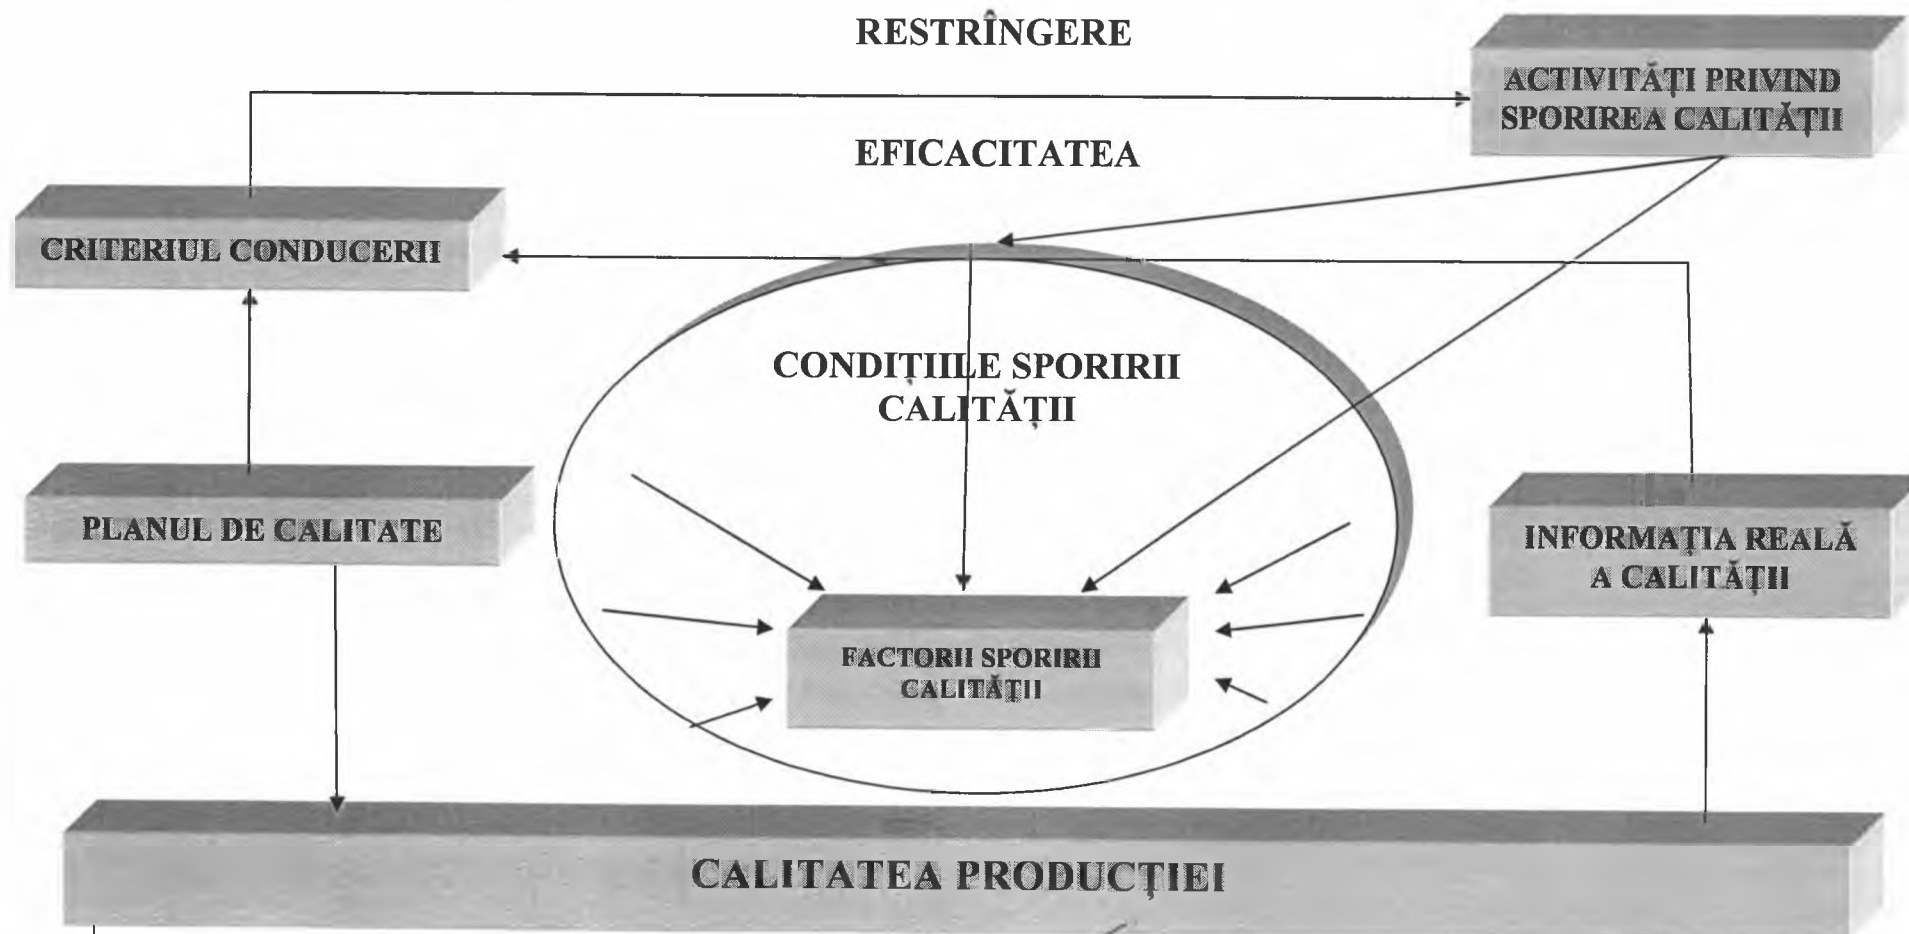 RESTRÎNGERE
ACTIVITĂȚI PRIVIND
SPORIREA CALITĂȚII
EFICACITATEA
CRITERIUL CONDUCERII
CONDIȚIILE SPORIRII
CALITĂȚII
PLANUL DE CALITATE
INFORMAȚIA REALĂ
A CALITĂȚII
FACTORII SPORIRII
CALITĂȚII
CALITATEA PRODUCȚIEI